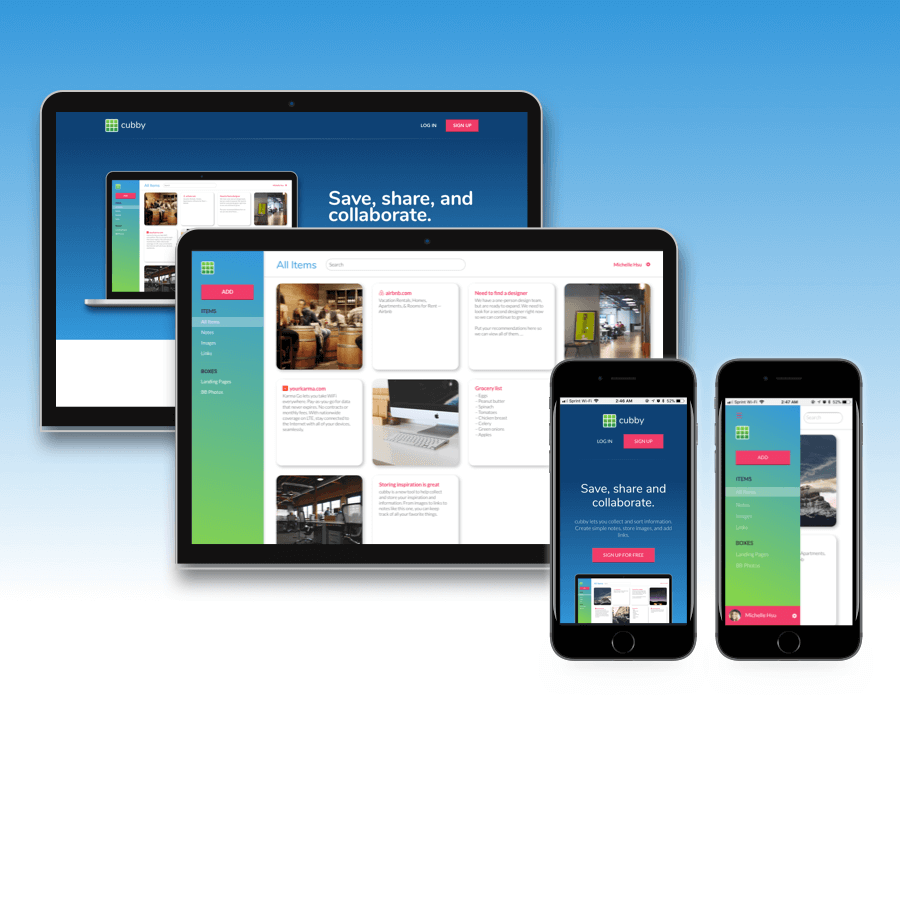 cubby
LOG IN
SIGN UP
Save, share, and
collaborate.
All Items
Search
Michelle Hsu
ADD
ITEMS
All Items
Notes
Images
Links
BOXES
Landing Pages
BB Photos
airbnb.com
Vacation Rentals, Homes,
Apartments, & Rooms for Rent —
Airbnb
Need to find a designer
We have a one-person design team,
but are ready to expand. We need to
look for a second designer right now
so we can continue to grow.
Put your recommendations here so
we can view all of them....
yourkarma.com
Karma Go lets you take WiFi
everywhere. Pay-as-you-go for data
that never expires. No contracts or
monthly fees. With nationwide
coverage on LTE, stay connected to
the internet with all of your devices,
seamlessly.
Grocery list
- Eggs
- Peanut butter
- Spinach
- Tomatoes
- Chicken breast
- Celery
- Green onions
- Apples
Storing inspiration is great
cubby is a new tool to help collect
and store your inspiration and
information. From images to links to
notes like this one, you can keep
track of all your favorite things.
Sprint Wi-Fi 2:46 AM 52%
cubby
LOG IN
SIGN UP
Save, share and
collaborate.
cubby lets you collect and sort information.
Create simple notes, store images, and add
links.
SIGN UP FOR FREE
Sprint Wi-Fi 2:47 AM 52%
Search
ADD
ITEMS
All Items
Notes
Images
Links
BOXES
Landing Pages
BB Photos
Apartments,
Michelle Hsu